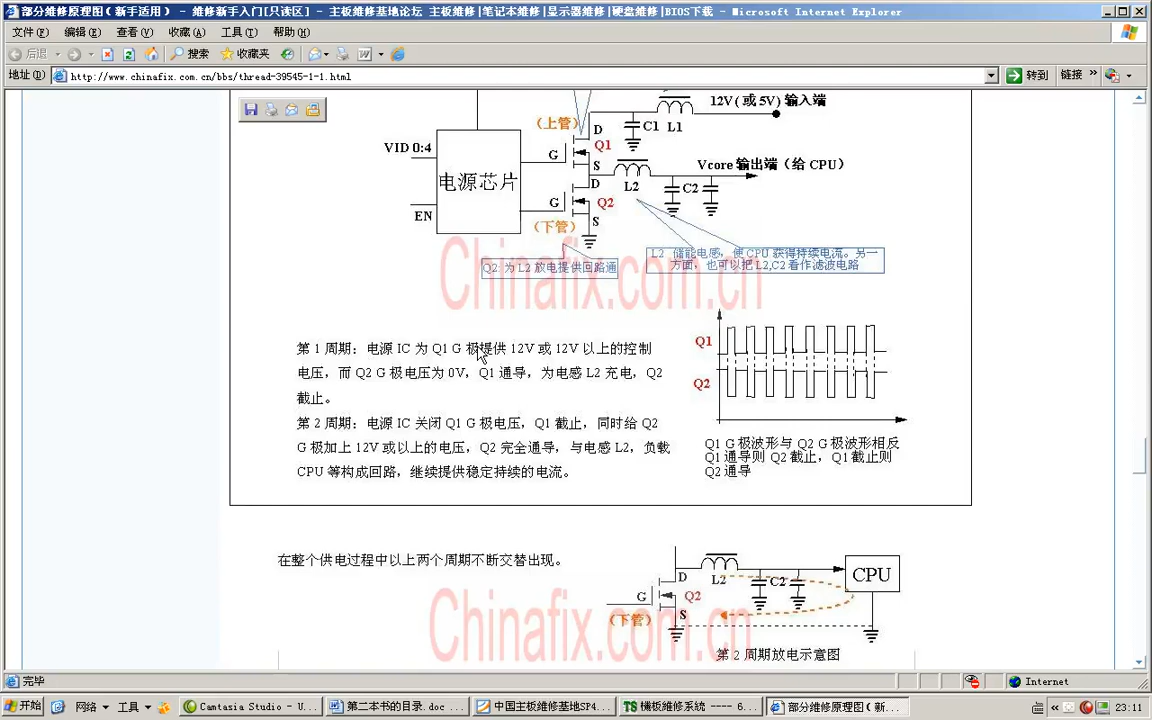 部分维修原理图(新手适用) - 维修新手入门[只读区] - 主板维修基地论坛 主板维修|笔记本维修|显示器维修|硬盘维修|BIOS下载 - Microsoft Internet Explorer
文件(F) 编辑(E) 查看(V) 收藏(A) 工具(T) 帮助(H)
后退 搜索 收藏夹
地址(D) http://www.chinafix.com.cn/bbs/thread-39545-1-1.html 转到 链接 »
12V(或5V)输入端
(上管) D C1 L1
VID 0:4 G Q1
S Vcore 输出端(给 CPU)
电源芯片 D L2 C2
G Q2
EN S
(下管)
Q2: 为 L2 放电提供回路通
L2 储能电感, 使 CPU 获得持续电流。另一
方面, 也可以把 L2,C2 看作滤波电路
Chinafix.com.cn
第 1 周期: 电源 IC 为 Q1 G 极提供 12V 或 12V 以上的控制
电压, 而 Q2 G 极电压为 0V, Q1 通导, 为电感 L2 充电, Q2
截止。
第 2 周期: 电源 IC 关闭 Q1 G 极电压, Q1 截止, 同时给 Q2
G 极加上 12V 或以上的电压, Q2 完全通导, 与电感 L2, 负载
CPU 等构成回路, 继续提供稳定持续的电流。
Q1
Q2
Q1 G 极波形与 Q2 G 极波形相反
Q1 通导则 Q2 截止, Q1 截止则
Q2 通导
在整个供电过程中以上两个周期不断交替出现。
D L2 C2 CPU
G Q2
(下管) S
Chinafix.com.cn
第 2 周期放电示意图
完毕 Internet
开始 网络 工具 Camtasia Studio - U... 第二本书的目录.doc ... 中国主板维修基地SP4... 横板维修系统 ---- 6... 部分维修原理图(新... 23:11